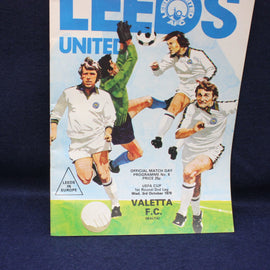 LEEDS
UNITED
OFFICIAL MATCH DAY
PROGRAMME No. 6
PRICE 25p
UEFA CUP
1st Round 2nd Leg
Wed. 3rd October 1979
VALETTA
F.C.
(MALTA)
LEEDS
IN
EUROPE